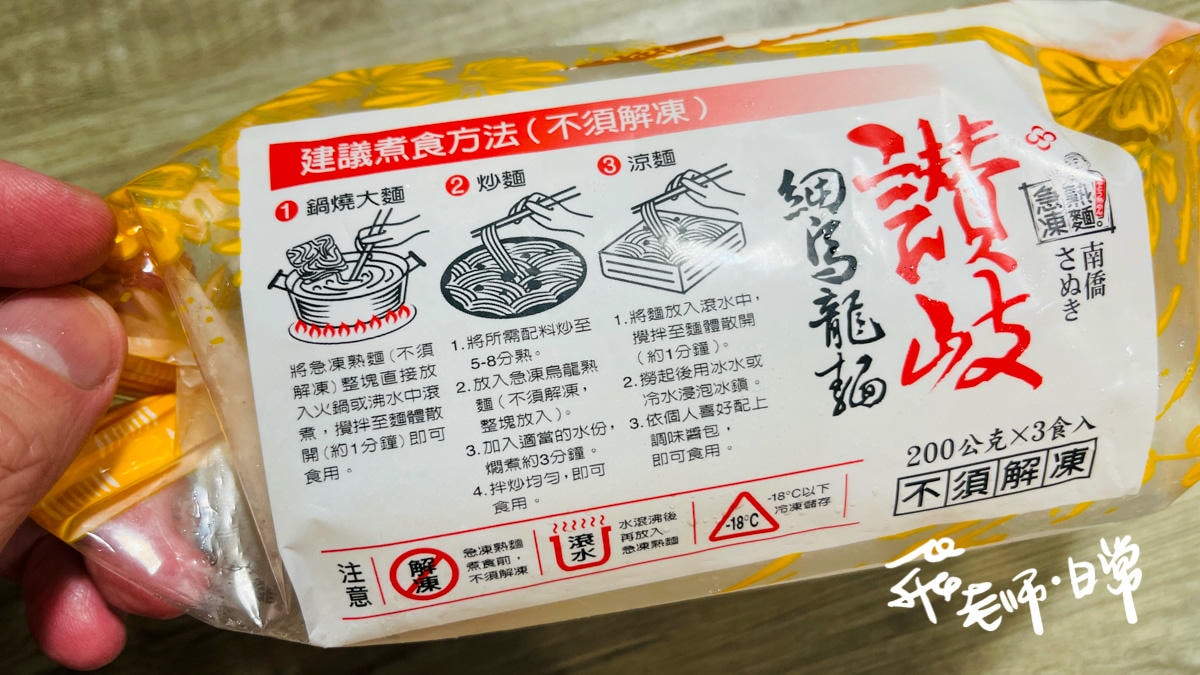 建議煮食方法（不須解凍）
1 鍋燒大麵
將急凍熟麵（不須
解凍）整塊直接放
入火鍋或沸水中滾
煮，攪拌至麵體散
開（約1分鐘）即可
食用。
2 炒麵
1.將所需配料炒至
5-8分熟。
2.放入急凍烏龍熟
麵（不須解凍，
整塊放入）。
3.加入適當的水份，
燜煮約3分鐘。
4.拌炒均勻，即可
食用。
3 涼麵
1.將麵放入滾水中，
攪拌至麵體散開
（約1分鐘）。
2.撈起後用冰水或
冷水浸泡冰鎮。
3.依個人喜好配上
調味醬包，
即可食用。
讚岐
細烏龍麵
急凍
熟麵。
南僑
さぬき
200公克×3食入
不須解凍
注意
解凍
急凍熟麵
煮食前，
不須解凍
滾水
水滾沸後
再放入
急凍熟麵
-18°C
-18°C以下
冷凍儲存
老師·日常